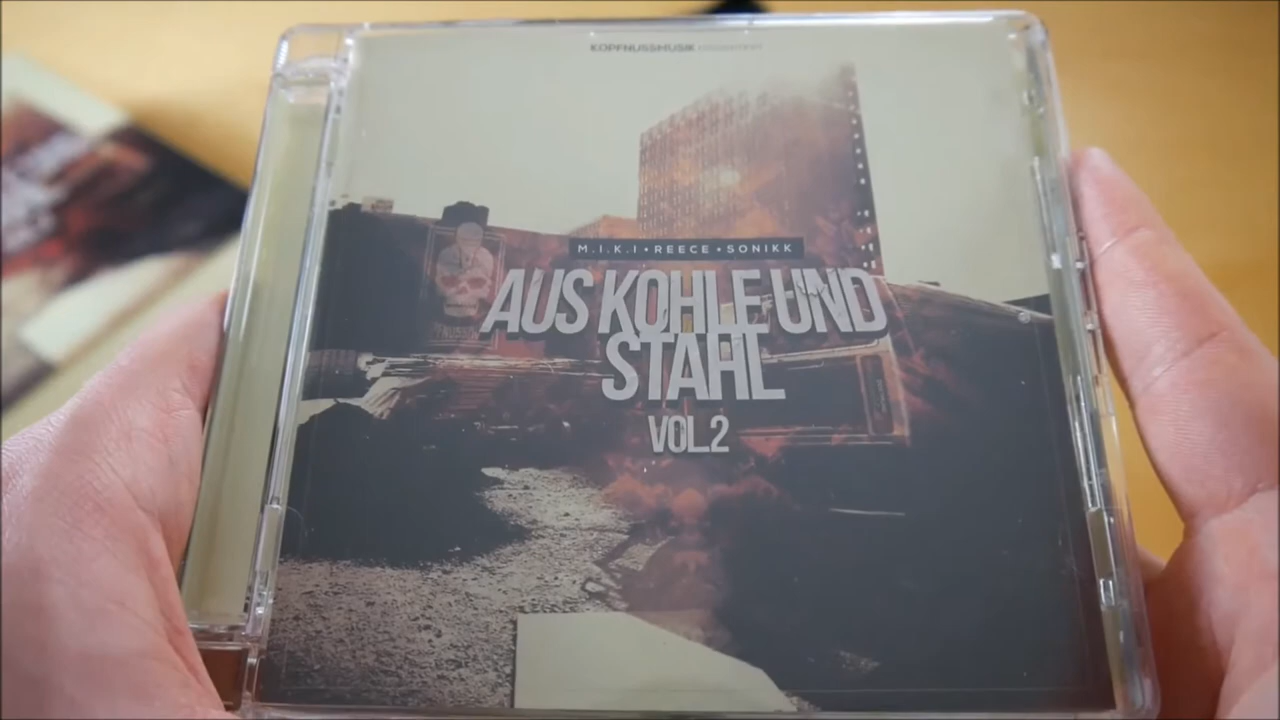 KOPFNUSSMUSIK
M.I.K.I • REECE • SONIKK
AUS KOHLE UND
STAHL
VOL.2